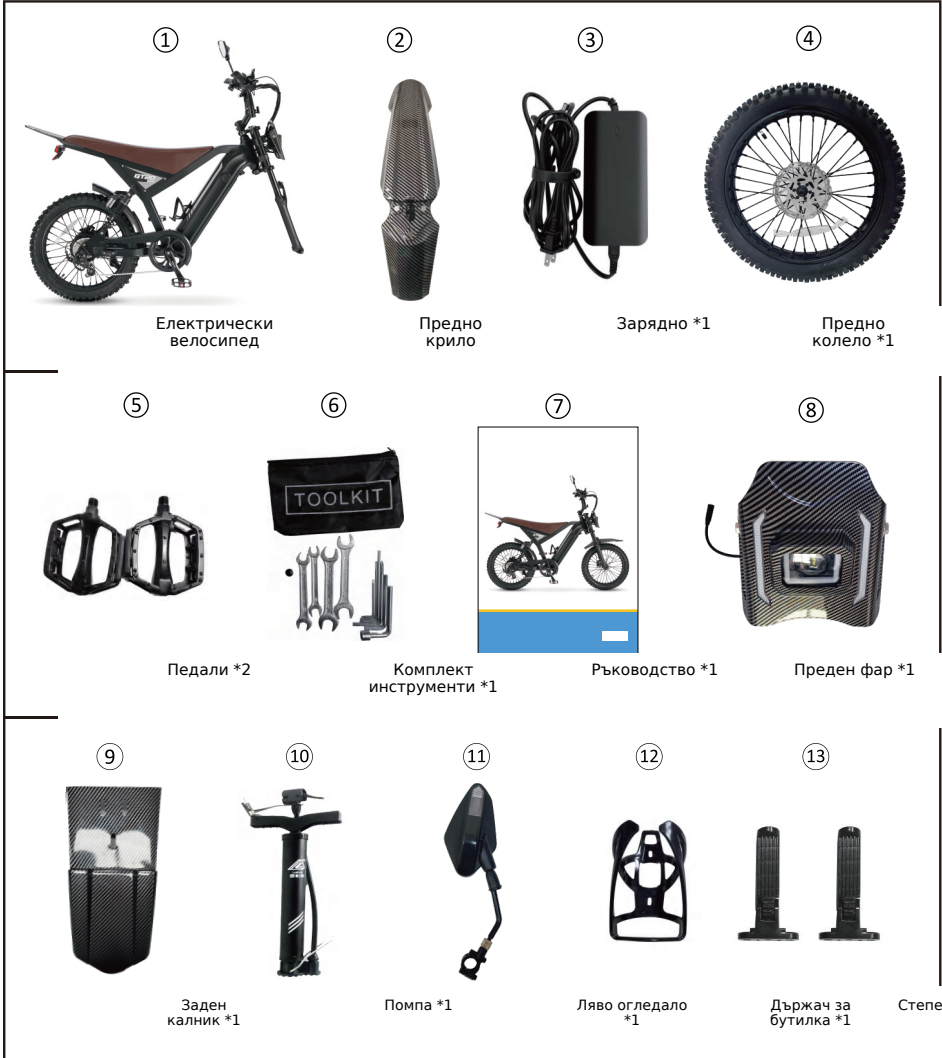 ① ② ③ ④
GT20
Електрически
велосипед
Предно
крило
Зарядно *1
Предно
колело *1
⑤ ⑥ ⑦ ⑧
TOOLKIT
Педали *2
Комплект
инструменти *1
Ръководство *1
Преден фар *1
⑨ ⑩ ⑪ ⑫ ⑬
Заден
калник *1
Помпа *1
Ляво огледало
*1
Държач за
бутилка *1
Степе